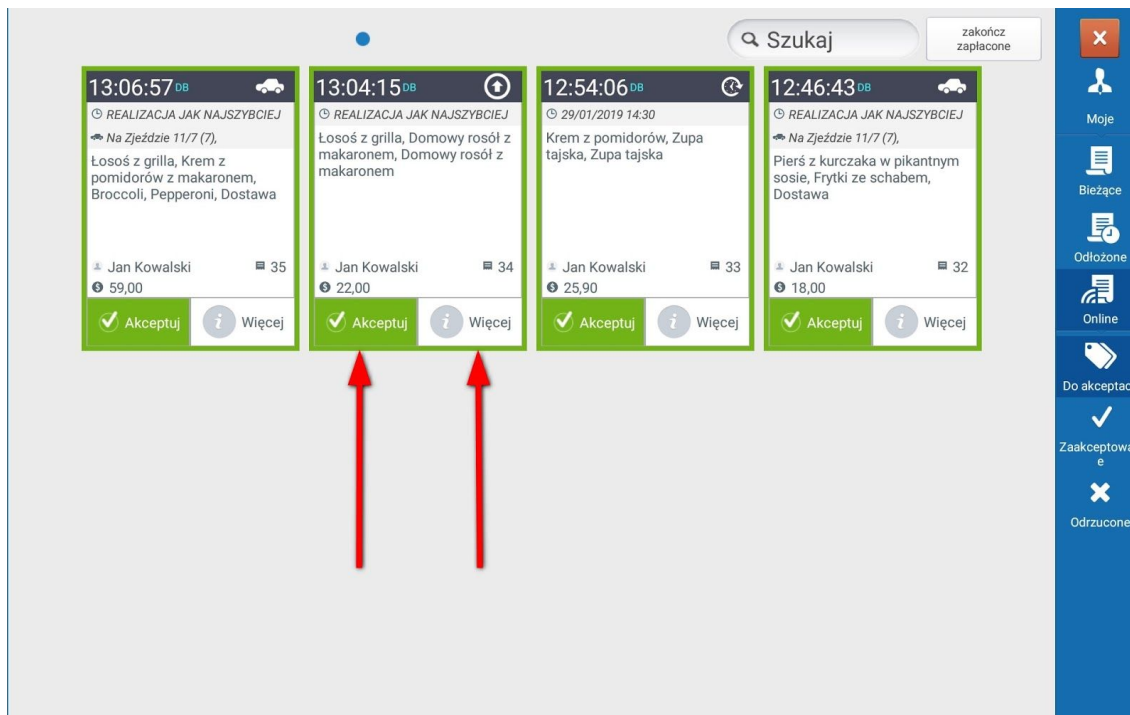 Szukaj
zakończ
zapłacone
13:06:57 DB
REALIZACJA JAK NAJSZYBCIEJ
Na Zjeździe 11/7 (7),
Łosoś z grilla, Krem z
pomidorów z makaronem,
Broccoli, Pepperoni, Dostawa
Jan Kowalski 35
59,00
Akceptuj Więcej
13:04:15 DB
REALIZACJA JAK NAJSZYBCIEJ
Łosoś z grilla, Domowy rosół z
makaronem, Domowy rosół z
makaronem
Jan Kowalski 34
22,00
Akceptuj Więcej
12:54:06 DB
29/01/2019 14:30
Krem z pomidorów, Zupa
tajska, Zupa tajska
Jan Kowalski 33
25,90
Akceptuj Więcej
12:46:43 DB
REALIZACJA JAK NAJSZYBCIEJ
Na Zjeździe 11/7 (7),
Pierś z kurczaka w pikantnym
sosie, Frytki ze schabem,
Dostawa
Jan Kowalski 32
18,00
Akceptuj Więcej
Moje
Bieżące
Odłożone
Online
Do akceptac
Zaakceptowa
e
Odrzucone